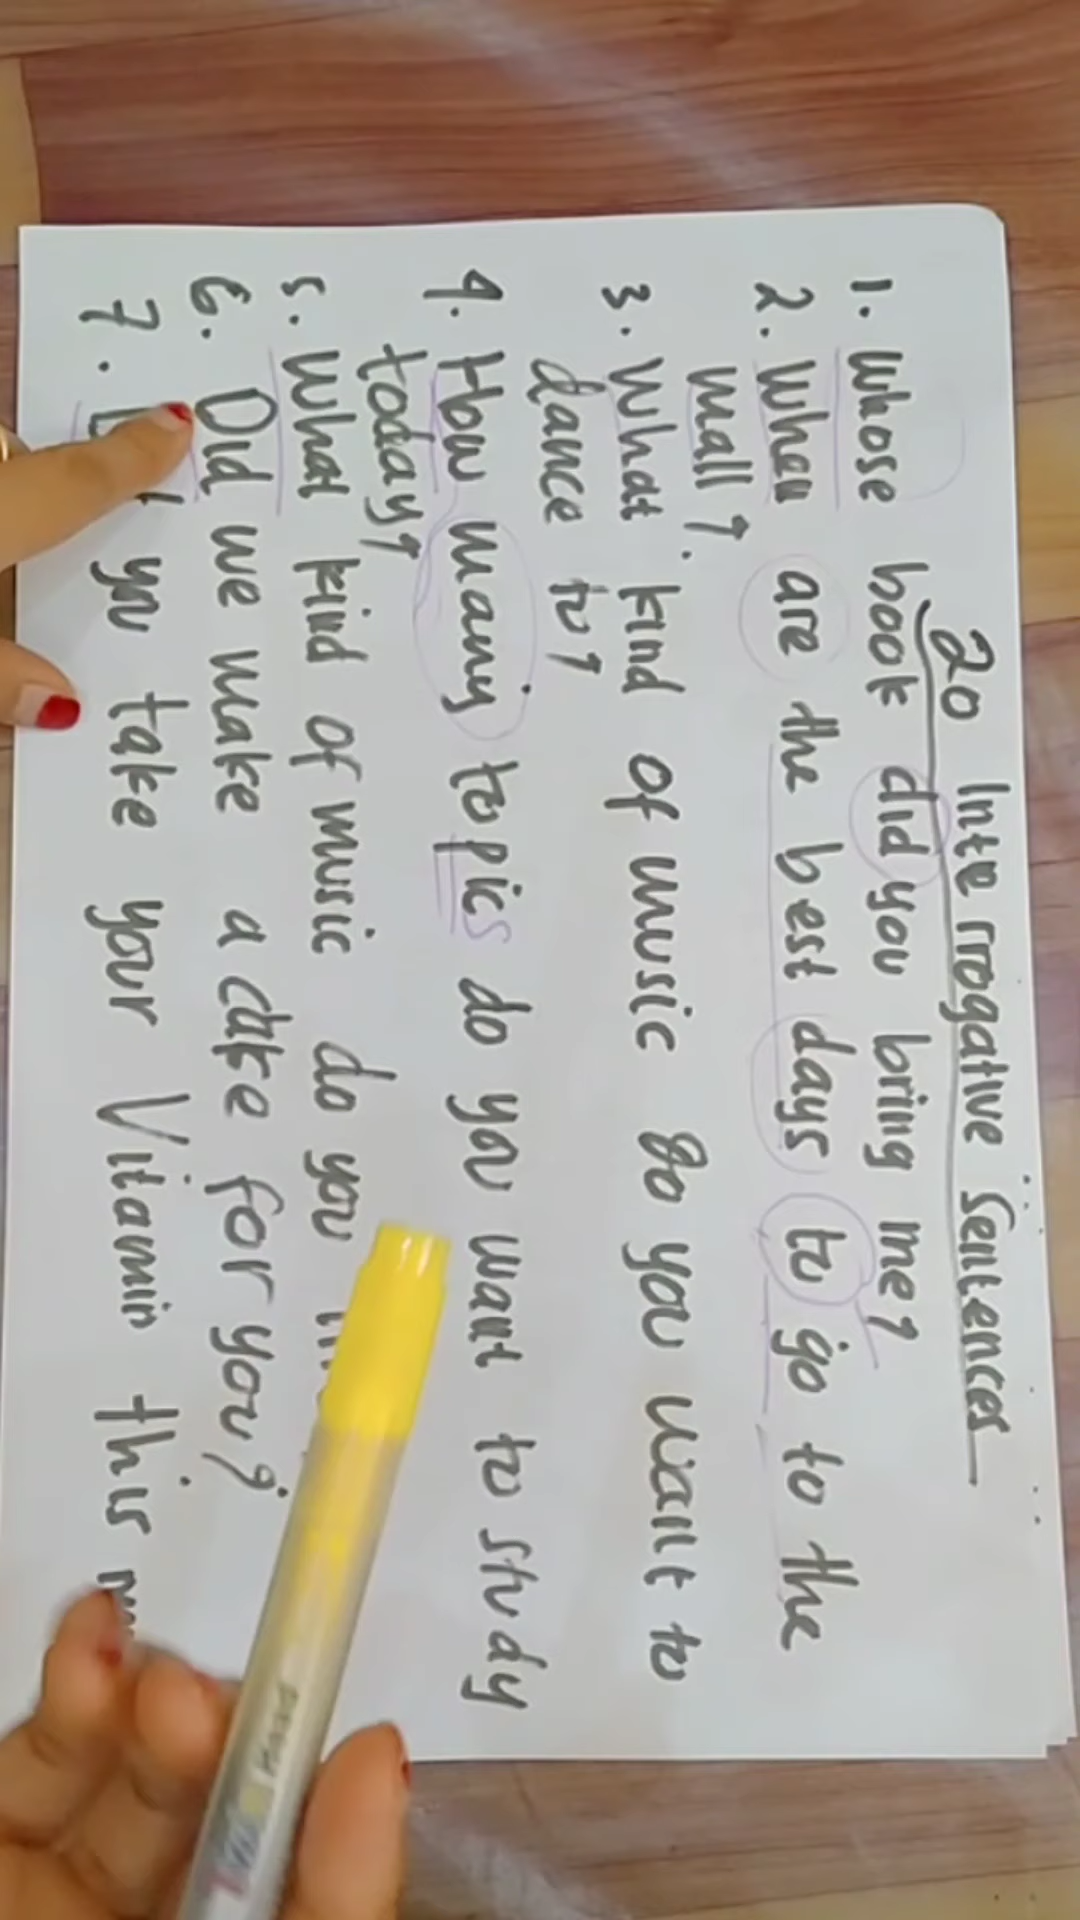 20 Interrogative Sentences
1. Whose book did you bring me?
2. When are the best days to go to the
mall?
3. What kind of music do you want to
dance to?
4. How many topics do you want to study
today?
5. What kind of music do you
6. Did we make a cake for you?
7. you take your Vitamin this